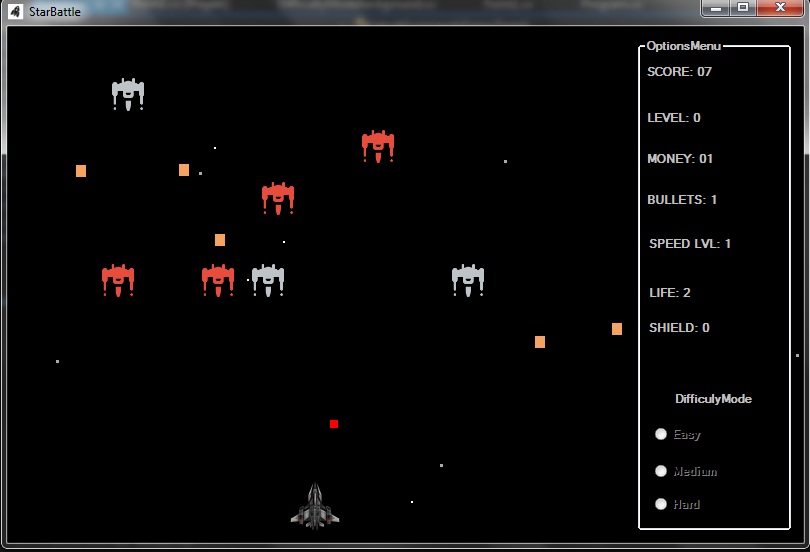 StarBattle
OptionsMenu
SCORE: 07
LEVEL: 0
MONEY: 01
BULLETS: 1
SPEED LVL: 1
LIFE: 2
SHIELD: 0
DifficulyMode
Easy
Medium
Hard